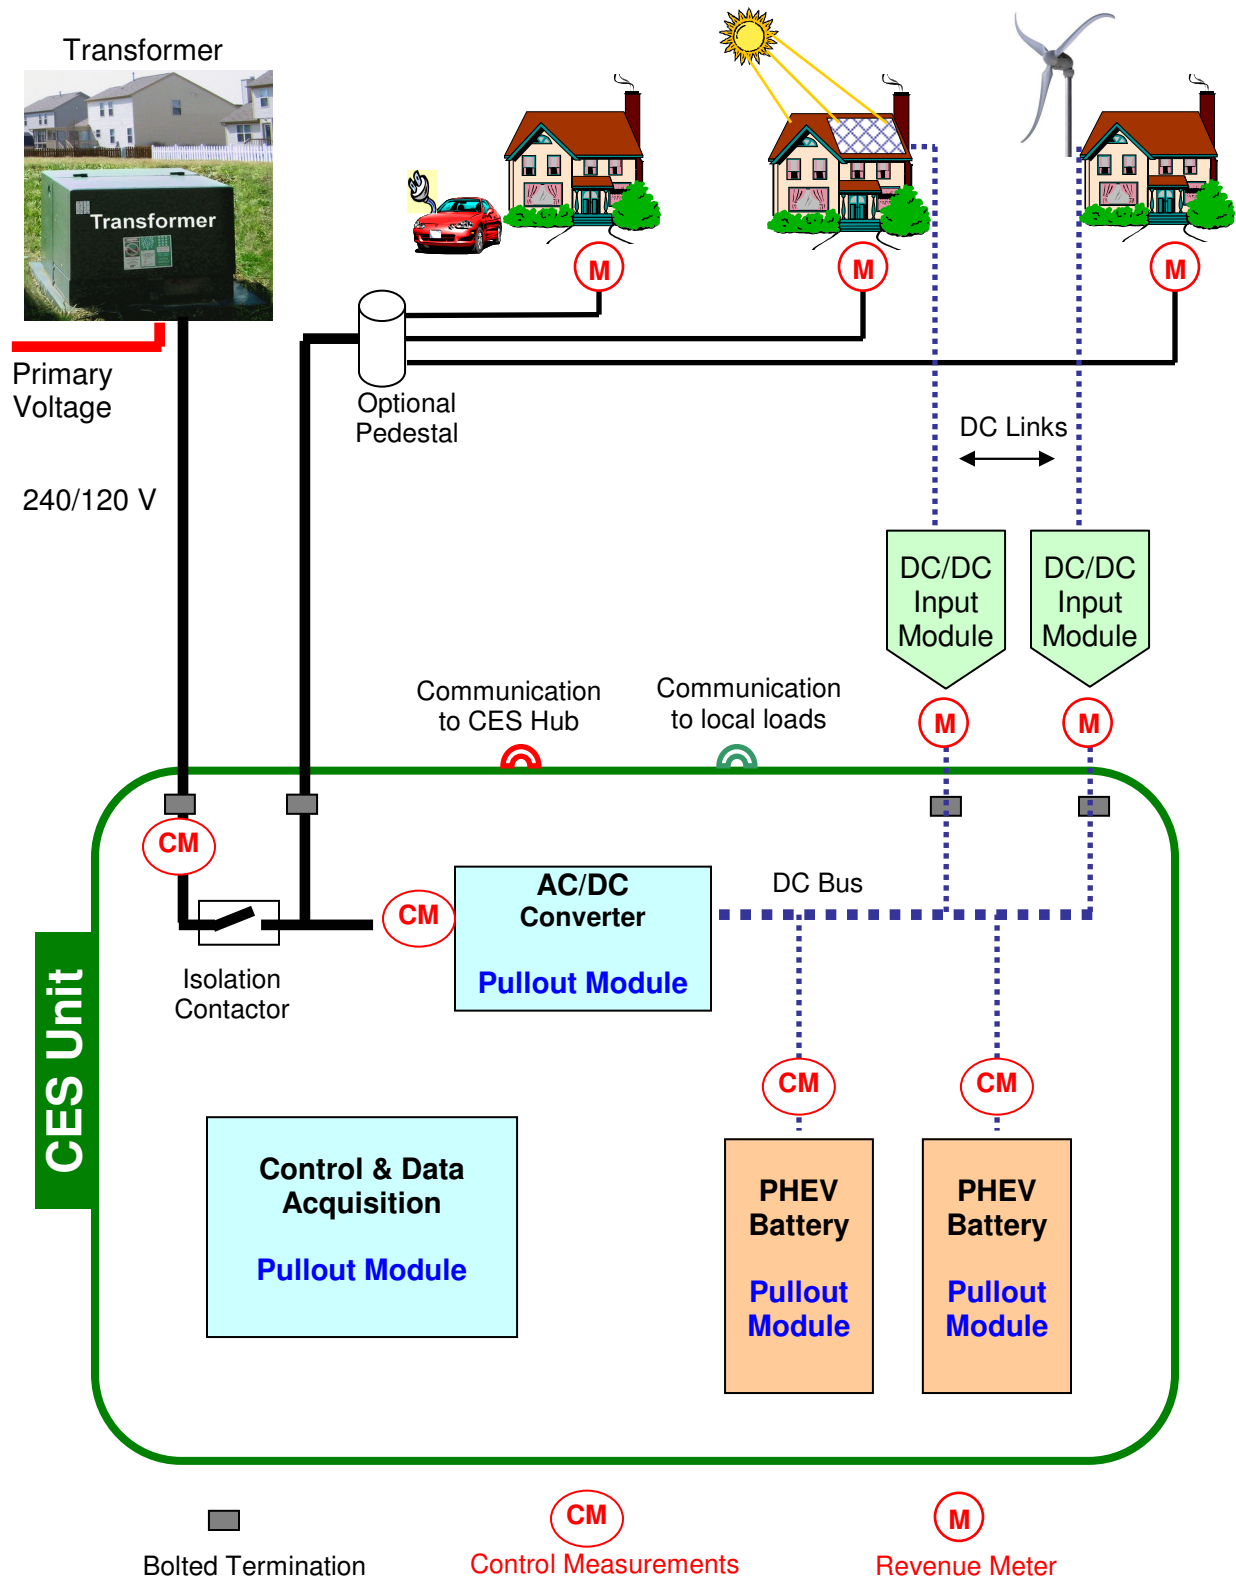 Transformer
Transformer
M
M
M
Primary
Voltage
Optional
Pedestal
DC Links
240/120 V
DC/DC
Input
Module
DC/DC
Input
Module
Communication
to CES Hub
Communication
to local loads
M
M
CM
CM
AC/DC
Converter
Pullout Module
DC Bus
Isolation
Contactor
CES Unit
CM
CM
Control & Data
Acquisition
Pullout Module
PHEV
Battery
Pullout
Module
PHEV
Battery
Pullout
Module
CM
M
Bolted Termination
Control Measurements
Revenue Meter